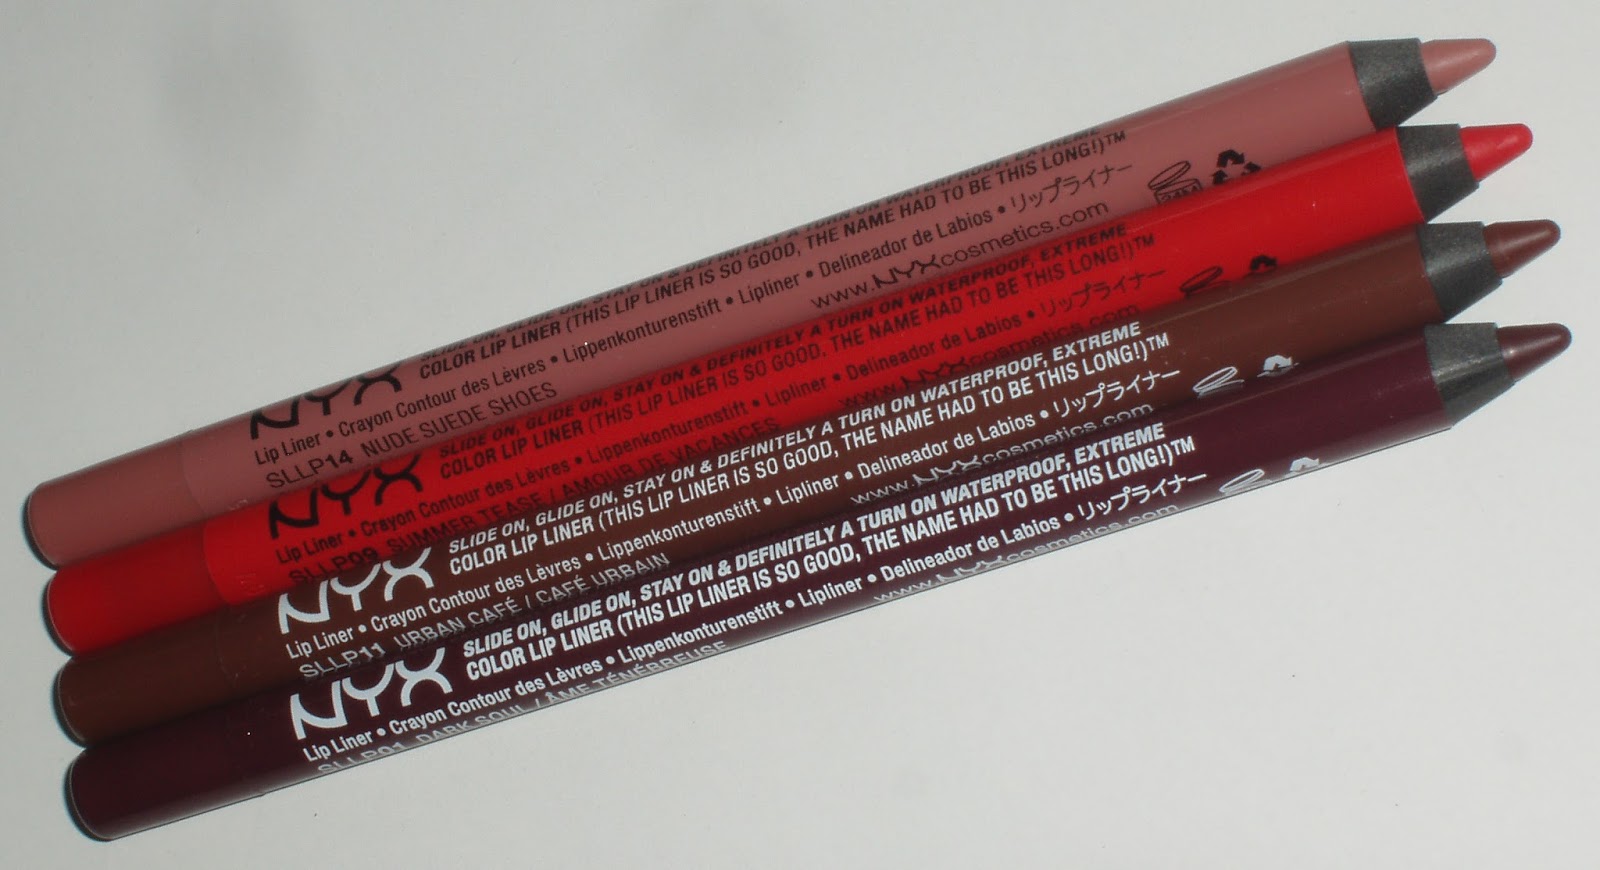 NYX
SLIDE ON, GLIDE ON, STAY ON & DEFINITELY A TURN ON WATERPROOF, EXTREME
COLOR LIP LINER (THIS LIP LINER IS SO GOOD, THE NAME HAD TO BE THIS LONG!)™
Lip Liner • Crayon Contour des Lèvres • Lippenkonturenstift • Lipliner • Delineador de Labios • リップライナー
SLLP14 NUDE SUEDE SHOES
www.NYXcosmetics.com
24M
NYX
SLIDE ON, GLIDE ON, STAY ON & DEFINITELY A TURN ON WATERPROOF, EXTREME
COLOR LIP LINER (THIS LIP LINER IS SO GOOD, THE NAME HAD TO BE THIS LONG!)™
Lip Liner • Crayon Contour des Lèvres • Lippenkonturenstift • Lipliner • Delineador de Labios • リップライナー
SLLP09 SUMMER TEASE / AMOUR DE VACANCES
www.NYXcosmetics.com
NYX
SLIDE ON, GLIDE ON, STAY ON & DEFINITELY A TURN ON WATERPROOF, EXTREME
COLOR LIP LINER (THIS LIP LINER IS SO GOOD, THE NAME HAD TO BE THIS LONG!)™
Lip Liner • Crayon Contour des Lèvres • Lippenkonturenstift • Lipliner • Delineador de Labios • リップライナー
SLLP11 URBAN CAFÉ / CAFÉ URBAIN
www.NYXcosmetics.com
NYX
SLIDE ON, GLIDE ON, STAY ON & DEFINITELY A TURN ON WATERPROOF, EXTREME
COLOR LIP LINER (THIS LIP LINER IS SO GOOD, THE NAME HAD TO BE THIS LONG!)™
Lip Liner • Crayon Contour des Lèvres • Lippenkonturenstift • Lipliner • Delineador de Labios • リップライナー
SLLP01 DARK SOUL / ÂME TÉNÉBREUSE
www.NYXcosmetics.com